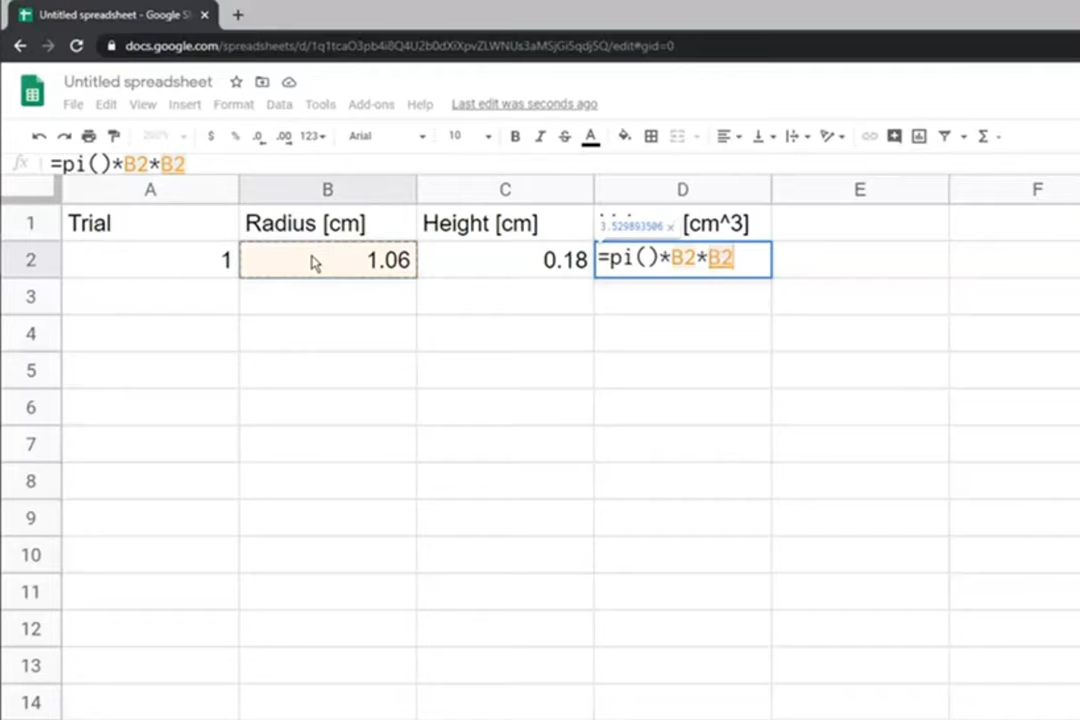 Untitled spreadsheet - Google S
docs.google.com/spreadsheets/d/1q1tcaO3pb4i8Q4U2b0dXiXpvZLWNUs3aMSjGi5qdj5Q/edit#gid=0
Untitled spreadsheet
File Edit View Insert Format Data Tools Add-ons Help Last edit was seconds ago
$ % .0 .00 123 Arial 10 B I S A Σ
fx =pi()*B2*B2
A B C D E F
1 Trial Radius [cm] Height [cm] 3.529893506 × [cm^3]
2 1 1.06 0.18 =pi()*B2*B2
3
4
5
6
7
8
9
10
11
12
13
14